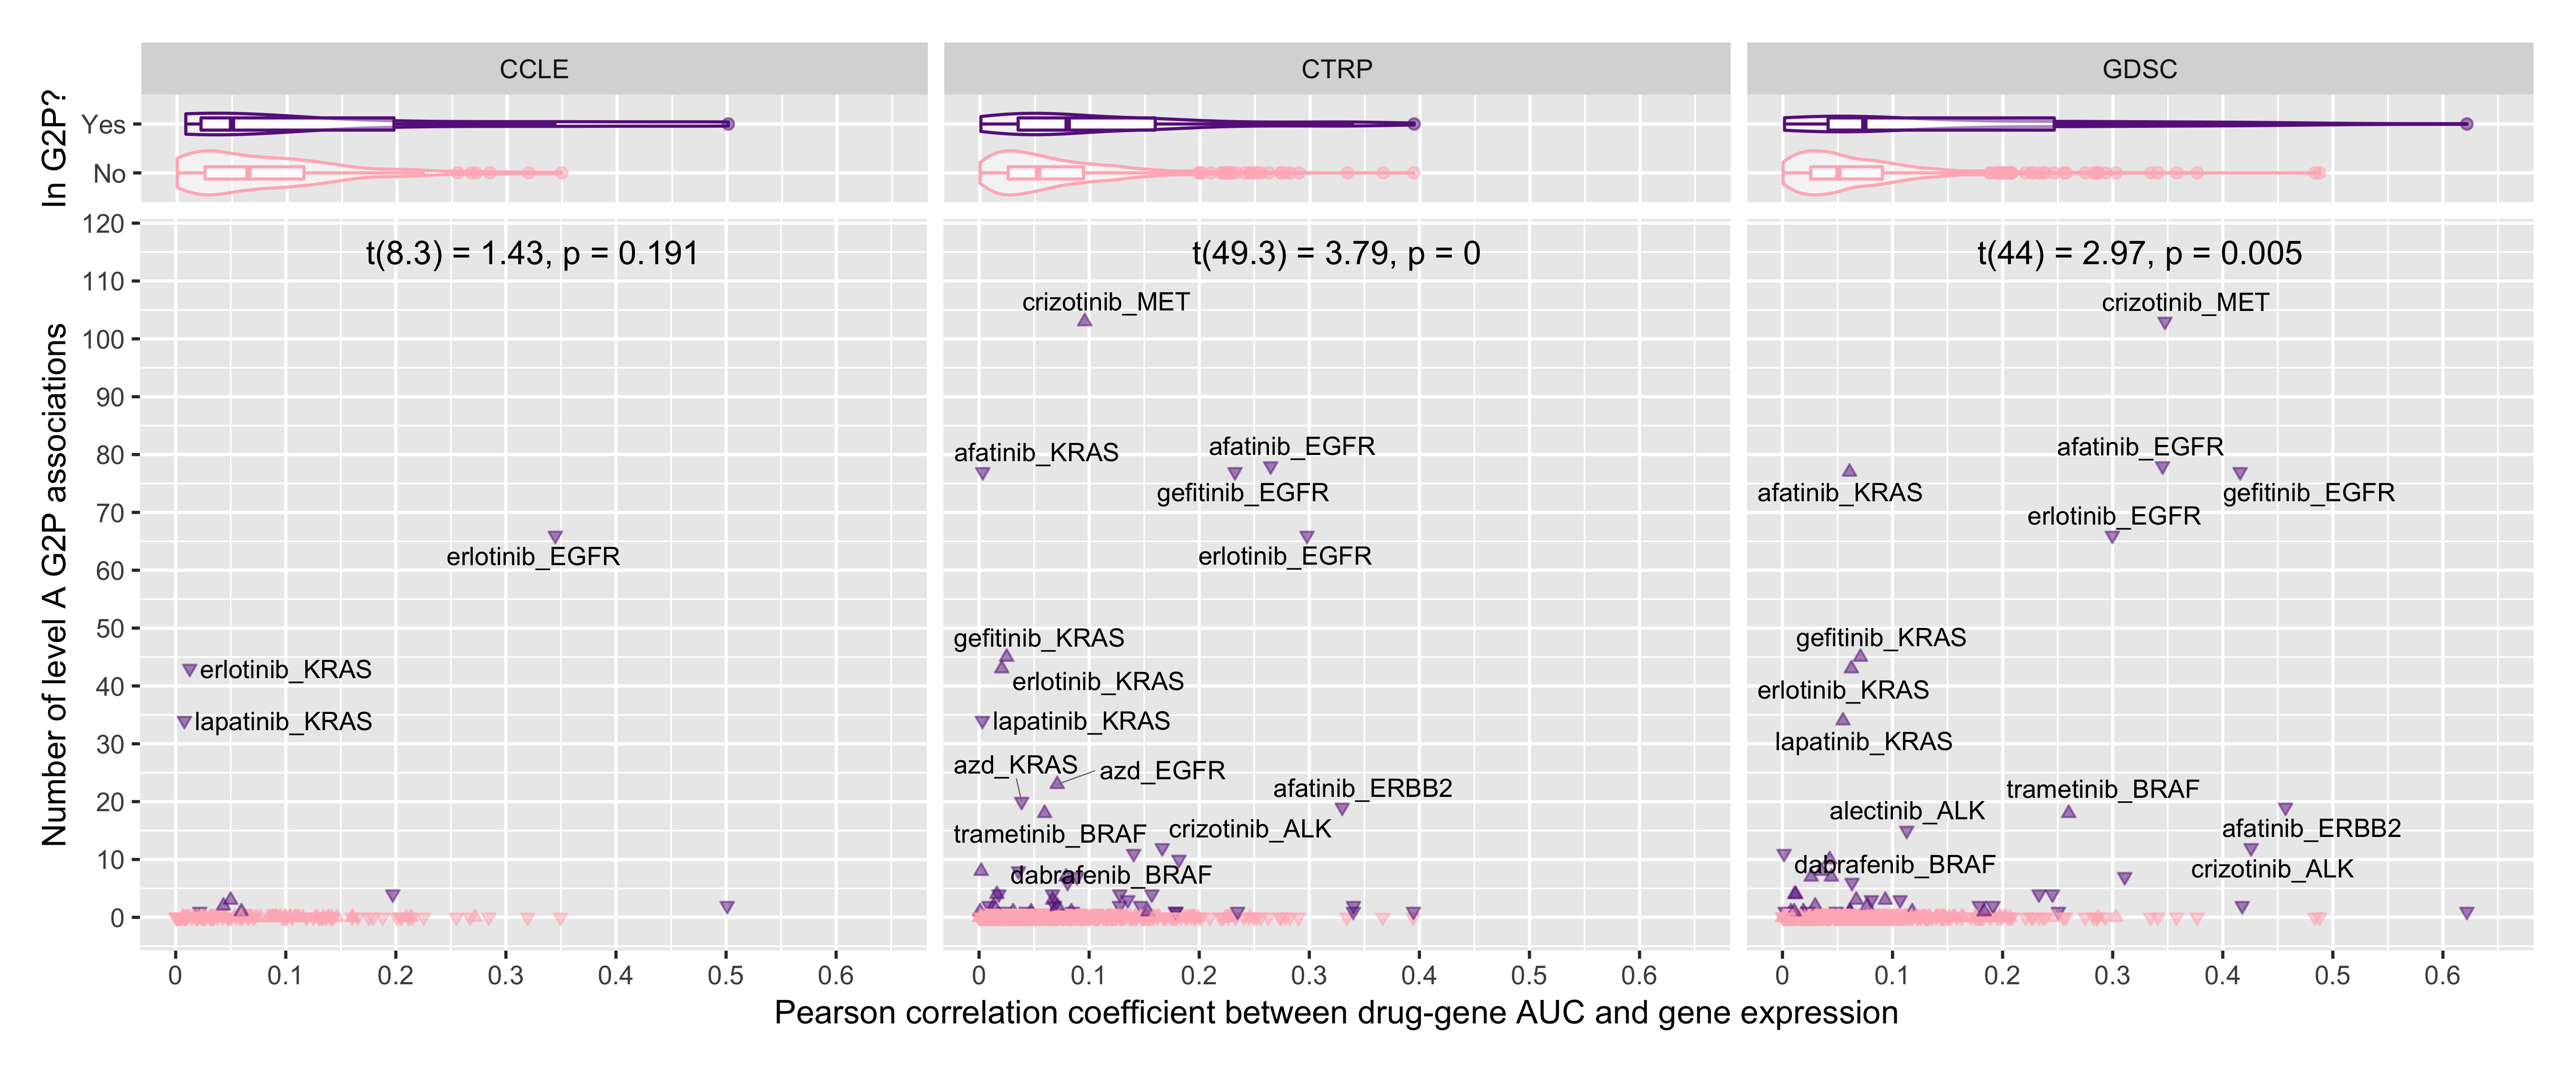 CCLE
CTRP
GDSC
In G2P?
Yes
No
Number of level A G2P associations
120
110
100
90
80
70
60
50
40
30
20
10
0
t(8.3) = 1.43, p = 0.191
erlotinib_EGFR
erlotinib_KRAS
lapatinib_KRAS
t(49.3) = 3.79, p = 0
crizotinib_MET
afatinib_KRAS
afatinib_EGFR
gefitinib_EGFR
erlotinib_EGFR
gefitinib_KRAS
erlotinib_KRAS
lapatinib_KRAS
azd_KRAS
azd_EGFR
afatinib_ERBB2
trametinib_BRAF
crizotinib_ALK
dabrafenib_BRAF
t(44) = 2.97, p = 0.005
crizotinib_MET
afatinib_EGFR
afatinib_KRAS
gefitinib_EGFR
erlotinib_EGFR
gefitinib_KRAS
erlotinib_KRAS
lapatinib_KRAS
trametinib_BRAF
alectinib_ALK
afatinib_ERBB2
dabrafenib_BRAF
crizotinib_ALK
0 0.1 0.2 0.3 0.4 0.5 0.6
0 0.1 0.2 0.3 0.4 0.5 0.6
0 0.1 0.2 0.3 0.4 0.5 0.6
Pearson correlation coefficient between drug-gene AUC and gene expression